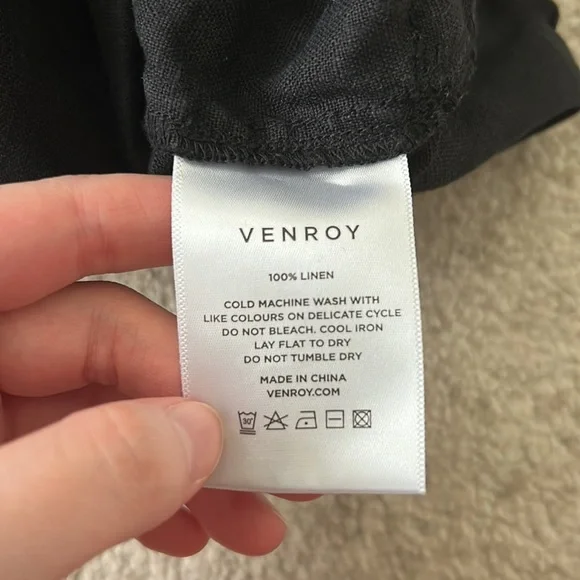 VENROY
100% LINEN
COLD MACHINE WASH WITH
LIKE COLOURS ON DELICATE CYCLE
DO NOT BLEACH. COOL IRON
LAY FLAT TO DRY
DO NOT TUMBLE DRY
MADE IN CHINA
VENROY.COM
30°